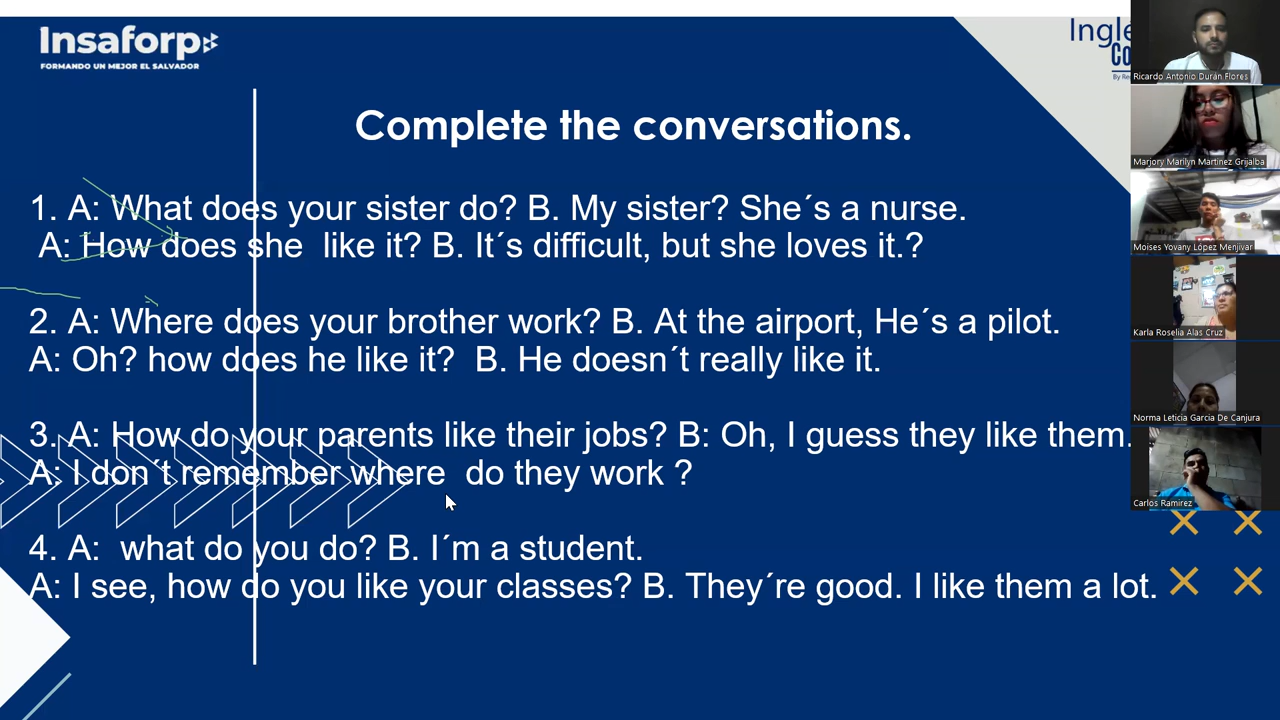 Insaforp
FORMANDO UN MEJOR EL SALVADOR
Complete the conversations.
1. A: What does your sister do? B. My sister? She´s a nurse.
A: How does she like it? B. It´s difficult, but she loves it.?
2. A: Where does your brother work? B. At the airport, He´s a pilot.
A: Oh? how does he like it? B. He doesn´t really like it.
3. A: How do your parents like their jobs? B: Oh, I guess they like them.
A: I don´t remember where do they work ?
4. A: what do you do? B. I´m a student.
A: I see, how do you like your classes? B. They´re good. I like them a lot.
Ricardo Antonio Durán Flores
Marjory Marilyn Martinez Grijalba
Moises Yovany López Menjivar
Karla Roselia Alas Cruz
Norma Leticia Garcia De Canjura
Carlos Ramirez